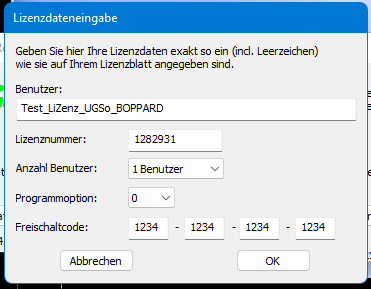 Lizenzdateneingabe
Geben Sie hier Ihre Lizenzdaten exakt so ein (incl. Leerzeichen)
wie sie auf Ihrem Lizenzblatt angegeben sind.
Benutzer:
Test_LiZenz_UGSo_BOPPARD
Lizenznummer: 1282931
Anzahl Benutzer: 1 Benutzer
Programmoption: 0
Freischaltcode: 1234 - 1234 - 1234 - 1234
Abbrechen OK